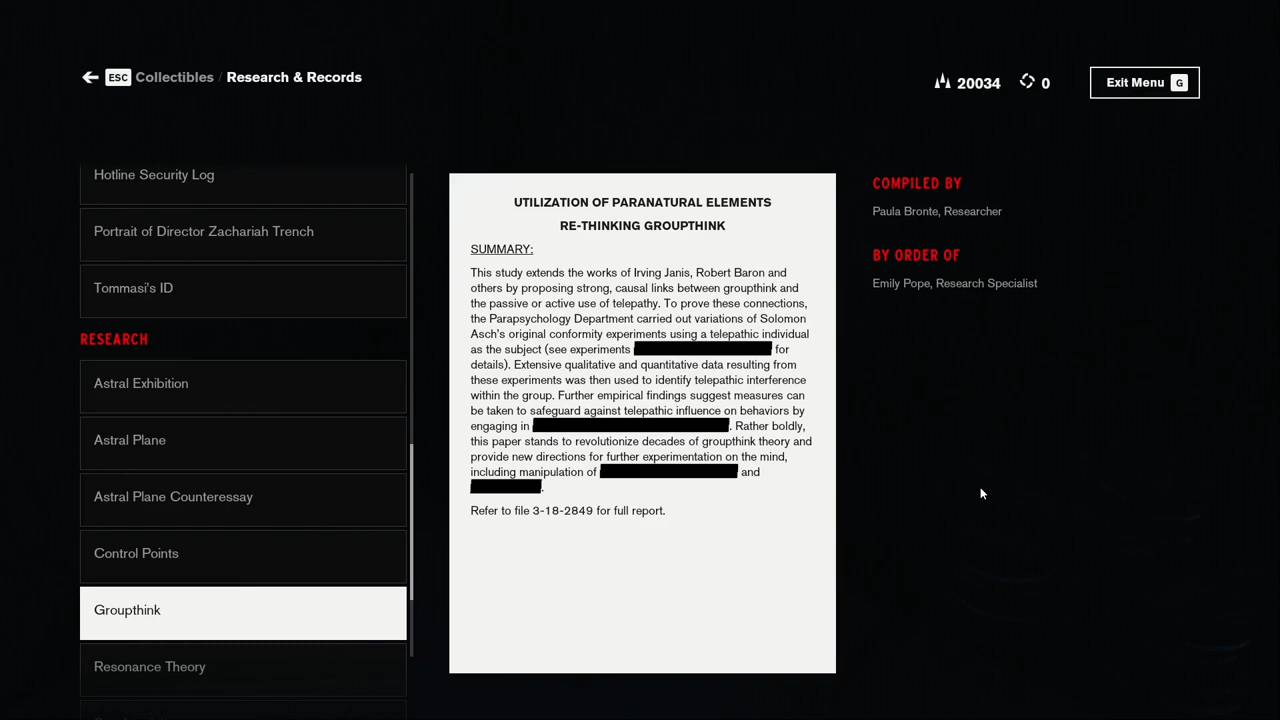 ESC Collectibles / Research & Records
20034
0
Exit Menu G
Hotline Security Log
Portrait of Director Zachariah Trench
Tommasi's ID
RESEARCH
Astral Exhibition
Astral Plane
Astral Plane Counteressay
Control Points
Groupthink
Resonance Theory
UTILIZATION OF PARANATURAL ELEMENTS
RE-THINKING GROUPTHINK
SUMMARY:
This study extends the works of Irving Janis, Robert Baron and
others by proposing strong, causal links between groupthink and
the passive or active use of telepathy. To prove these connections,
the Parapsychology Department carried out variations of Solomon
Asch's original conformity experiments using a telepathic individual
as the subject (see experiments for
details). Extensive qualitative and quantitative data resulting from
these experiments was then used to identify telepathic interference
within the group. Further empirical findings suggest measures can
be taken to safeguard against telepathic influence on behaviors by
engaging in . Rather boldly,
this paper stands to revolutionize decades of groupthink theory and
provide new directions for further experimentation on the mind,
including manipulation of and
.
Refer to file 3-18-2849 for full report.
COMPILED BY
Paula Bronte, Researcher
BY ORDER OF
Emily Pope, Research Specialist